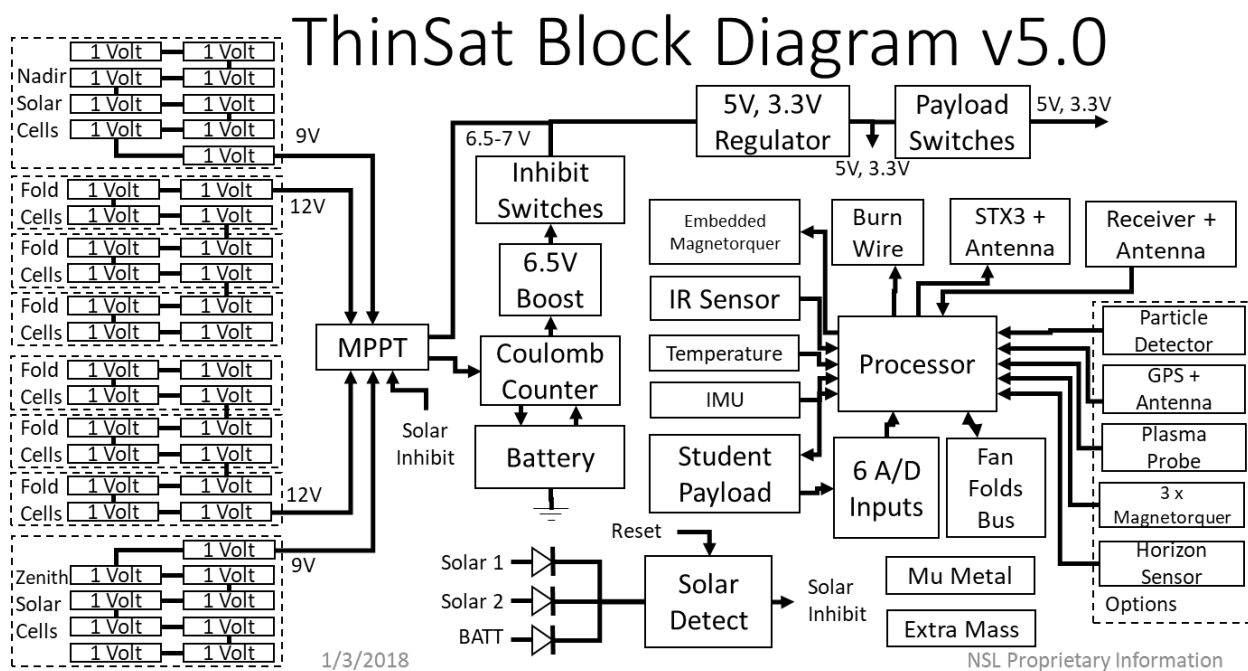 ThinSat Block Diagram v5.0
1 Volt 1 Volt
Nadir 1 Volt 1 Volt
Solar 1 Volt 1 Volt
Cells 1 Volt 1 Volt
1 Volt
9V
Fold 1 Volt 1 Volt
Cells 1 Volt 1 Volt
12V
Fold 1 Volt 1 Volt
Cells 1 Volt 1 Volt
Fold 1 Volt 1 Volt
Cells 1 Volt 1 Volt
Fold 1 Volt 1 Volt
Cells 1 Volt 1 Volt
Fold 1 Volt 1 Volt
Cells 1 Volt 1 Volt
Fold 1 Volt 1 Volt
Cells 1 Volt 1 Volt
12V
1 Volt
9V
Zenith 1 Volt 1 Volt
Solar 1 Volt 1 Volt
Cells 1 Volt 1 Volt
1 Volt 1 Volt
MPPT
Solar
Inhibit
6.5-7 V
Inhibit
Switches
6.5V
Boost
Coulomb
Counter
Battery
5V, 3.3V
Regulator
5V, 3.3V
Payload
Switches
5V, 3.3V
Embedded
Magnetorquer
Burn
Wire
STX3 +
Antenna
Receiver +
Antenna
IR Sensor
Temperature
IMU
Student
Payload
Processor
6 A/D
Inputs
Fan
Folds
Bus
Particle
Detector
GPS +
Antenna
Plasma
Probe
3 x
Magnetorquer
Horizon
Sensor
Options
Reset
Solar 1
Solar 2
BATT
Solar
Detect
Solar
Inhibit
Mu Metal
Extra Mass
1/3/2018
NSL Proprietary Information